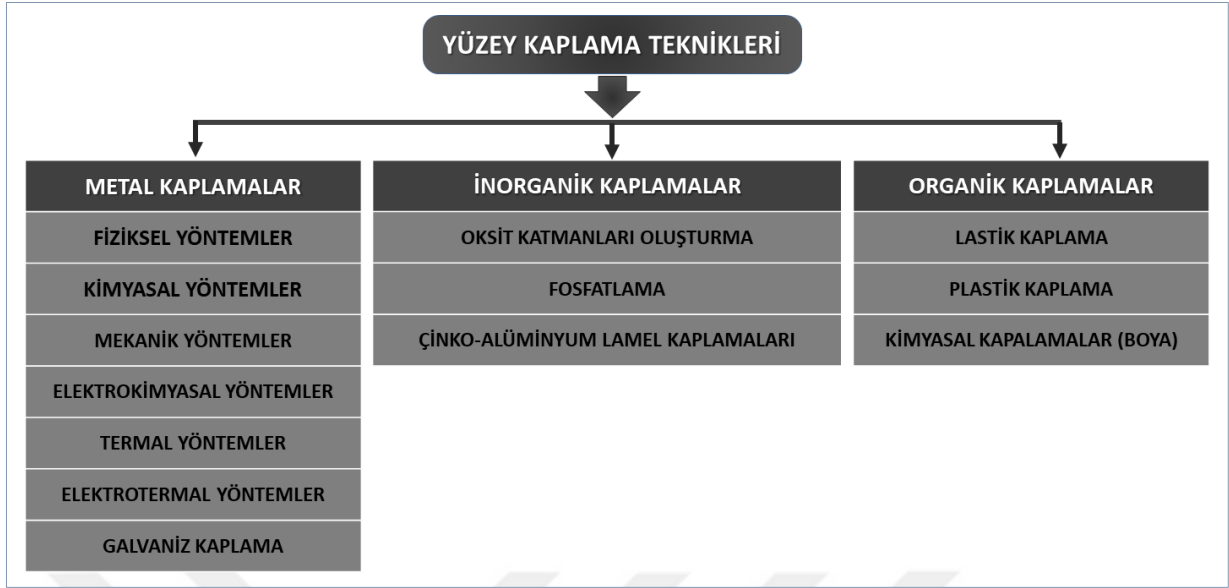 YÜZEY KAPLAMA TEKNİKLERİ
METAL KAPLAMALAR
FİZİKSEL YÖNTEMLER
KİMYASAL YÖNTEMLER
MEKANİK YÖNTEMLER
ELEKTROKİMYASAL YÖNTEMLER
TERMAL YÖNTEMLER
ELEKTROTERMAL YÖNTEMLER
GALVANİZ KAPLAMA
İNORGANİK KAPLAMALAR
OKSİT KATMANLARI OLUŞTURMA
FOSFATLAMA
ÇİNKO-ALÜMİNYUM LAMEL KAPLAMALARI
ORGANİK KAPLAMALAR
LASTİK KAPLAMA
PLASTİK KAPLAMA
KİMYASAL KAPALAMALAR (BOYA)